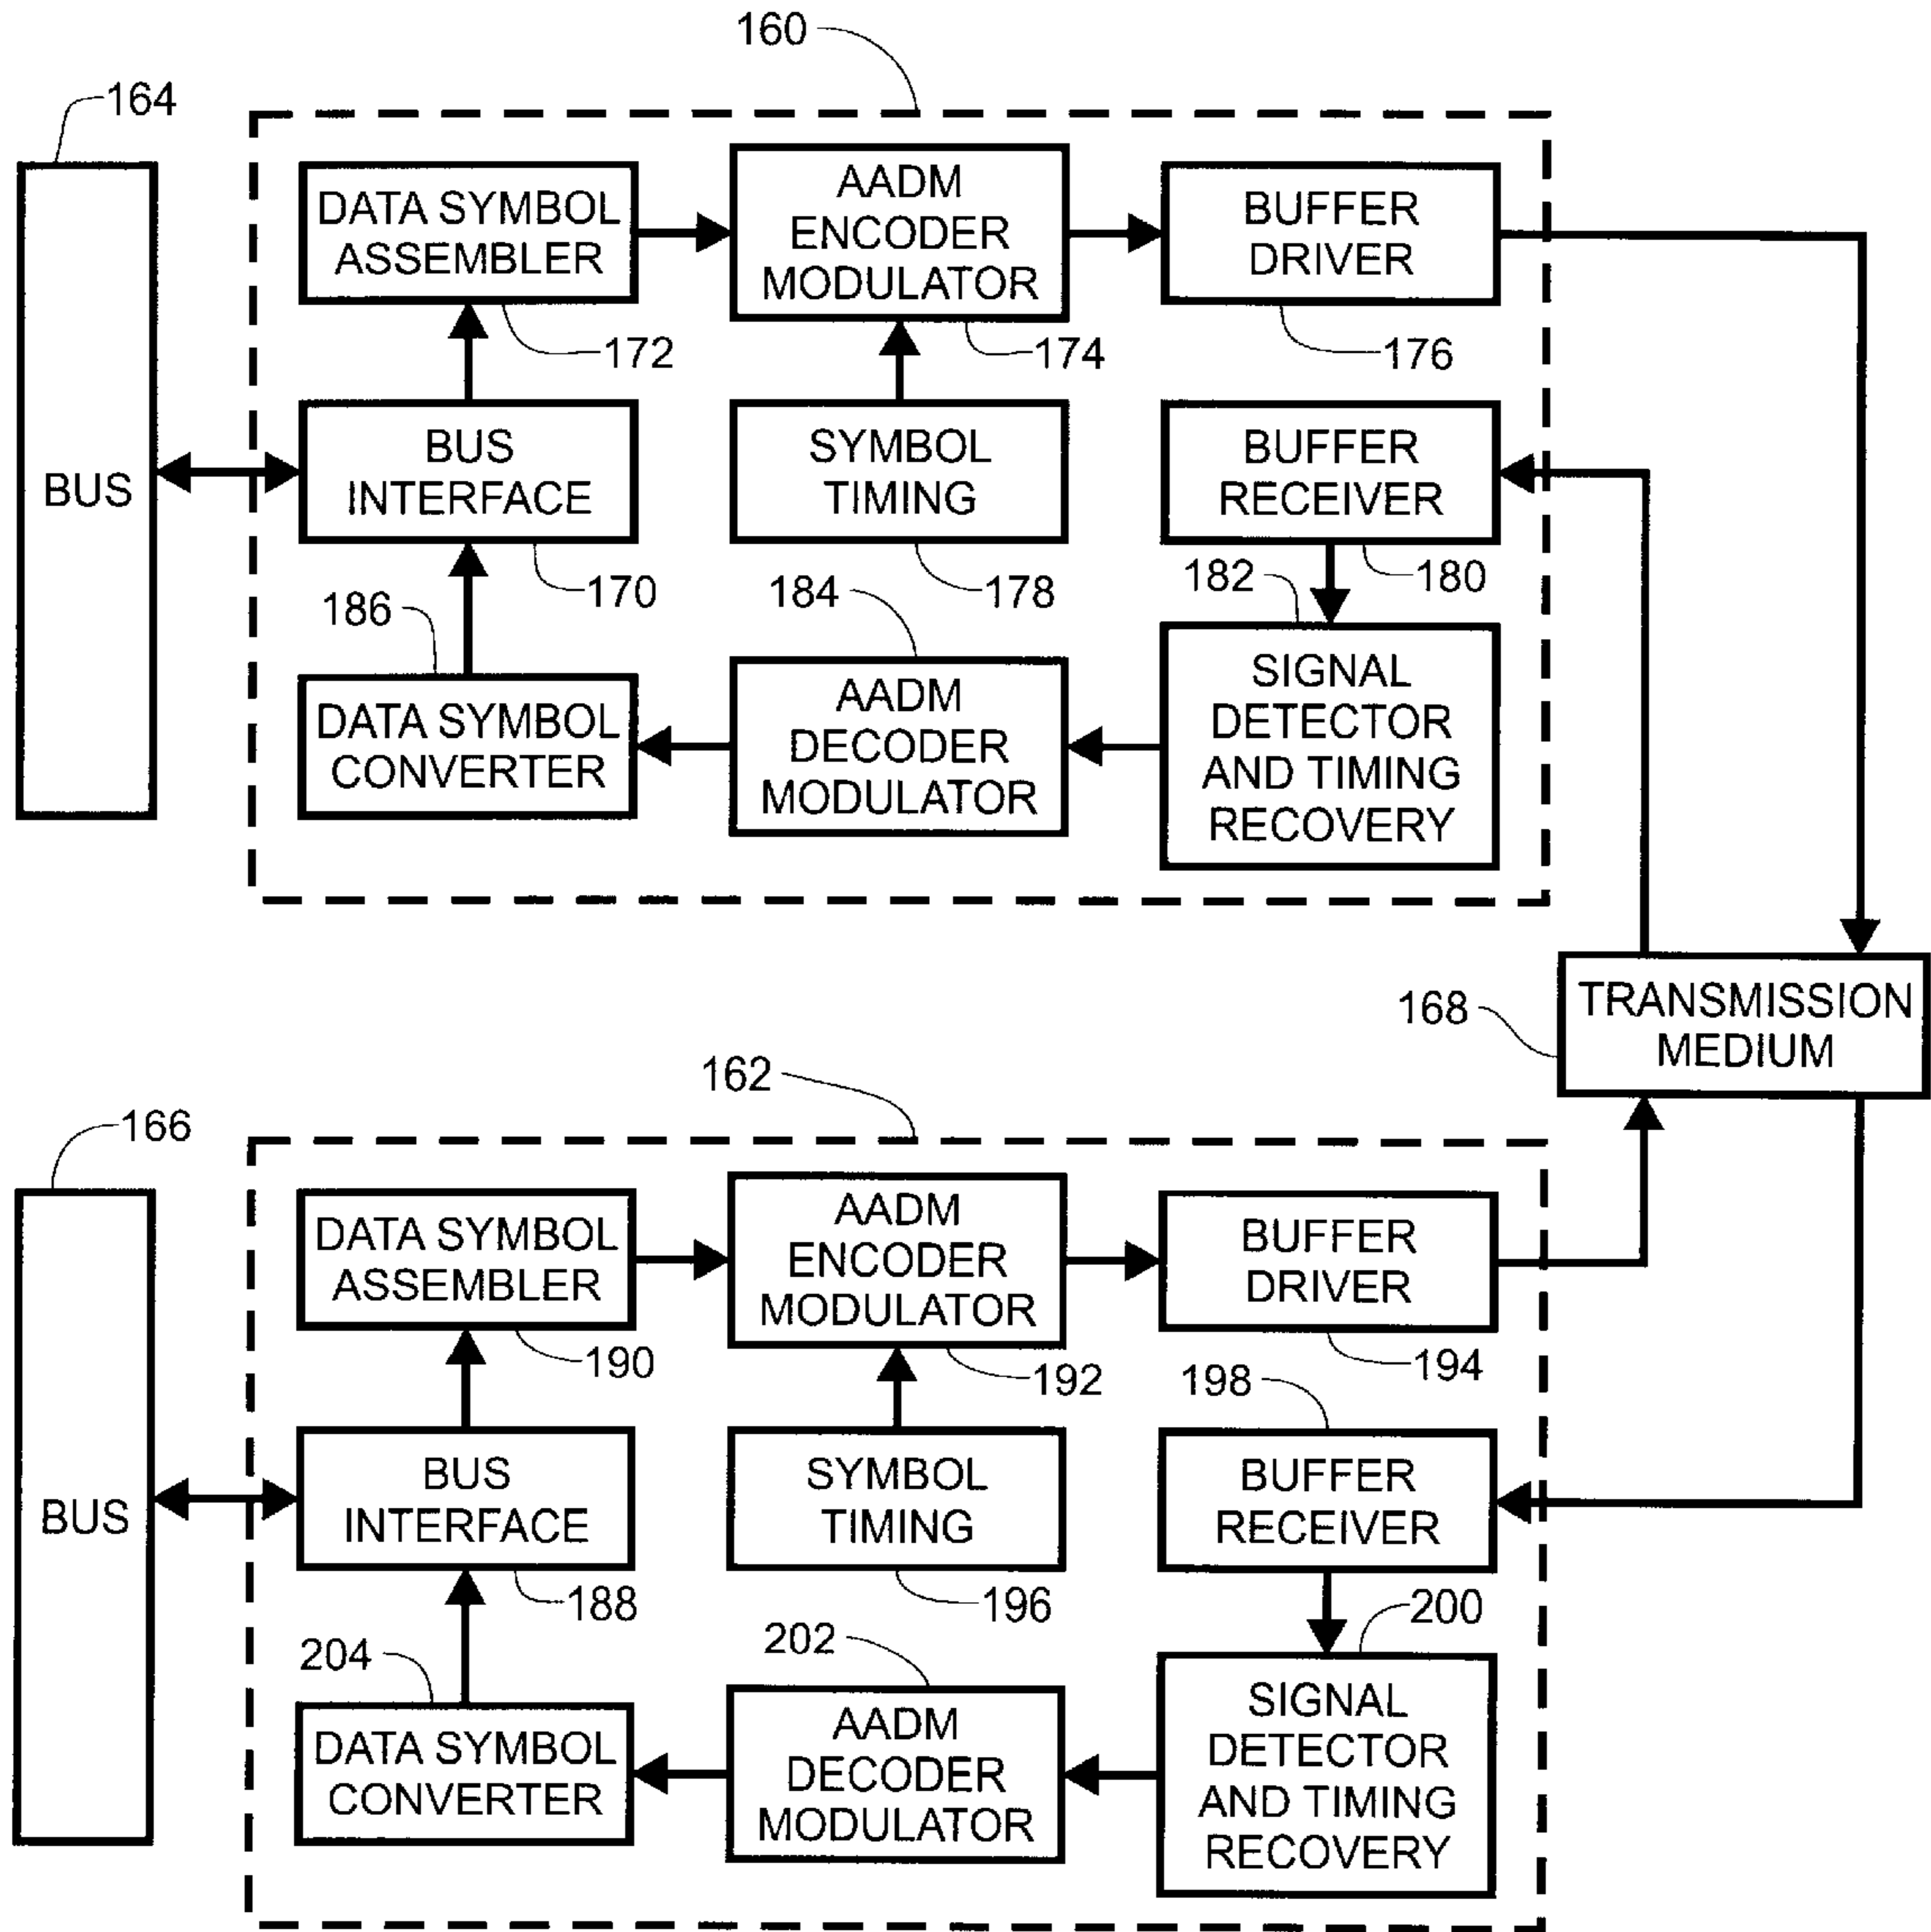 160
164
DATA SYMBOL
ASSEMBLER
AADM
ENCODER
MODULATOR
BUFFER
DRIVER
172
174
176
BUS
BUS
INTERFACE
SYMBOL
TIMING
BUFFER
RECEIVER
186
170
184
178
182
180
DATA SYMBOL
CONVERTER
AADM
DECODER
MODULATOR
SIGNAL
DETECTOR
AND TIMING
RECOVERY
168
TRANSMISSION
MEDIUM
162
166
DATA SYMBOL
ASSEMBLER
AADM
ENCODER
MODULATOR
BUFFER
DRIVER
190
192
198
194
BUS
BUS
INTERFACE
SYMBOL
TIMING
BUFFER
RECEIVER
204
188
202
196
200
DATA SYMBOL
CONVERTER
AADM
DECODER
MODULATOR
SIGNAL
DETECTOR
AND TIMING
RECOVERY